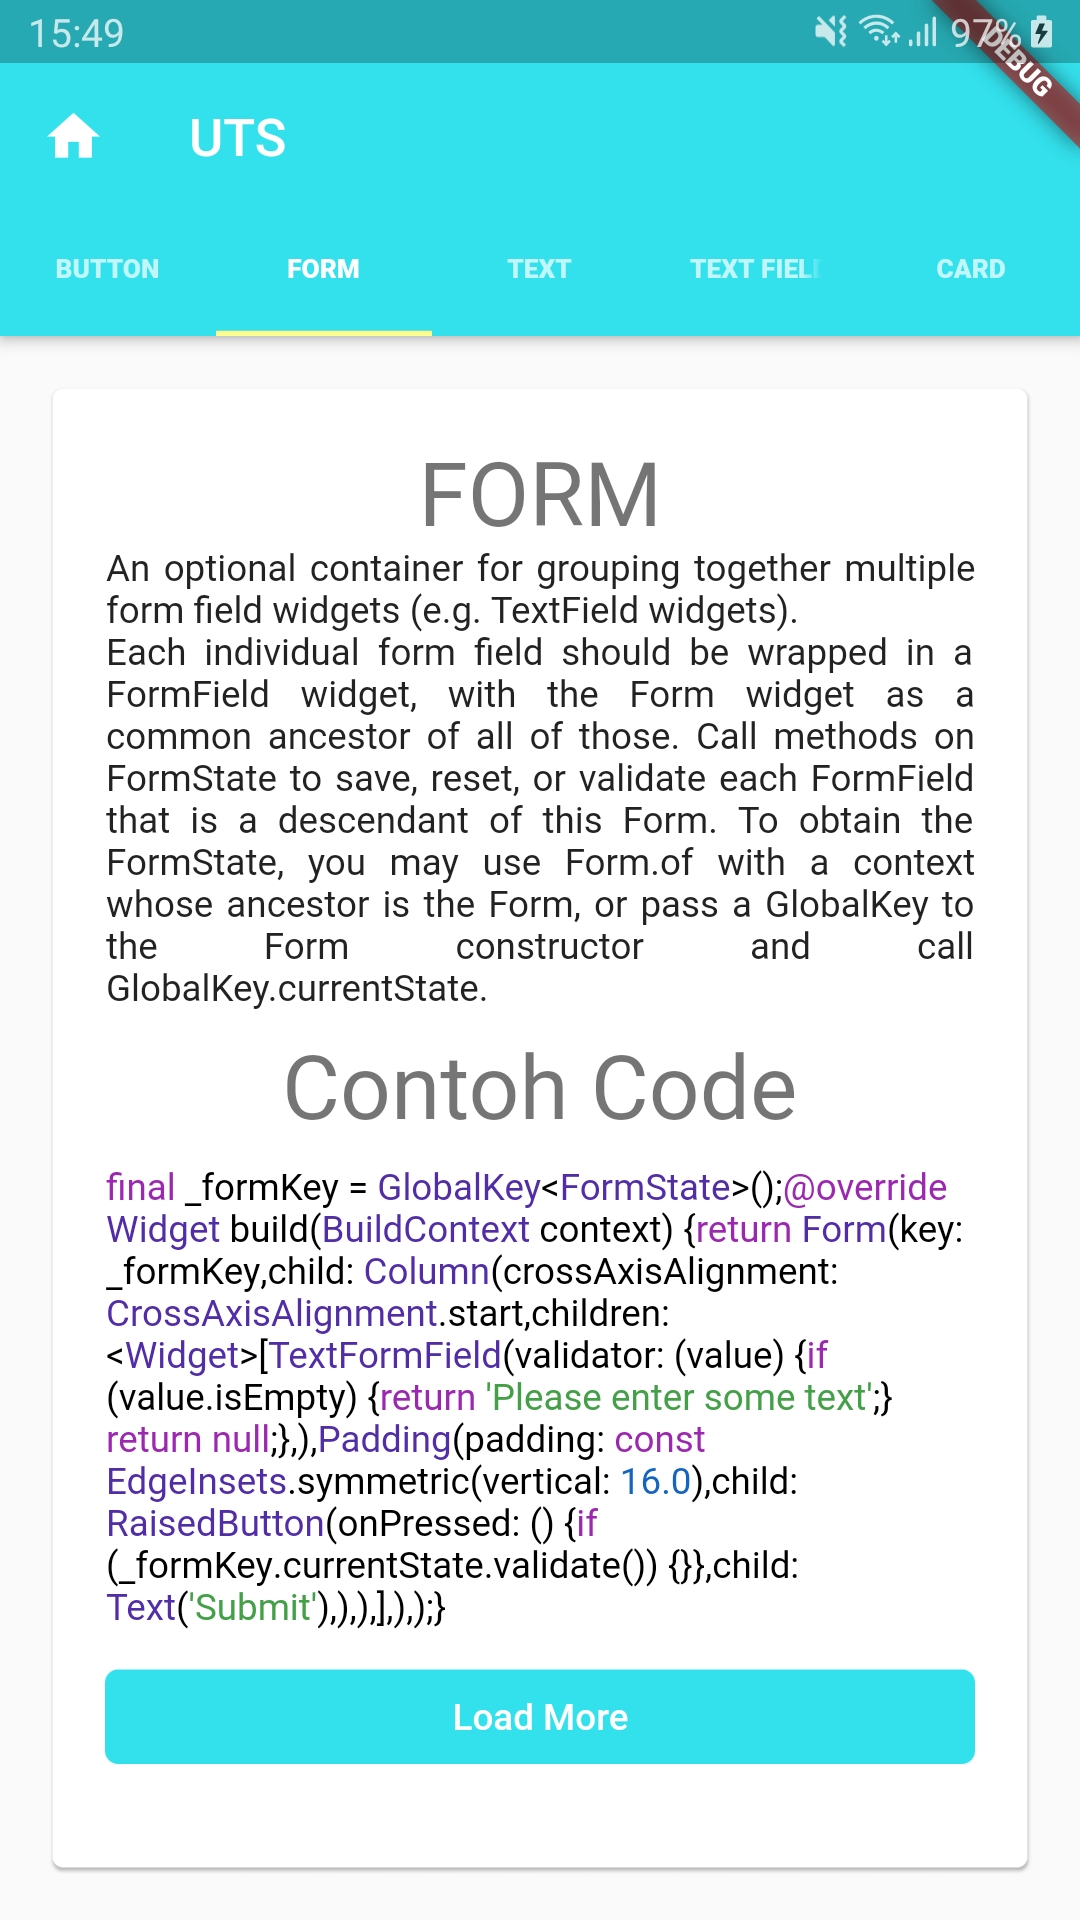 15:49
97%
DEBUG
UTS
BUTTON
FORM
TEXT
TEXT FIEL
CARD
FORM
An optional container for grouping together multiple
form field widgets (e.g. TextField widgets).
Each individual form field should be wrapped in a
FormField widget, with the Form widget as a
common ancestor of all of those. Call methods on
FormState to save, reset, or validate each FormField
that is a descendant of this Form. To obtain the
FormState, you may use Form.of with a context
whose ancestor is the Form, or pass a GlobalKey to
the Form constructor and call
GlobalKey.currentState.
Contoh Code
final _formKey = GlobalKey<FormState>();@override
Widget build(BuildContext context) {return Form(key:
_formKey,child: Column(crossAxisAlignment:
CrossAxisAlignment.start,children:
<Widget>[TextFormField(validator: (value) {if
(value.isEmpty) {return 'Please enter some text';}
return null;},),Padding(padding: const
EdgeInsets.symmetric(vertical: 16.0),child:
RaisedButton(onPressed: () {if
(_formKey.currentState.validate()) {}},child:
Text('Submit'),),),],),);}
Load More